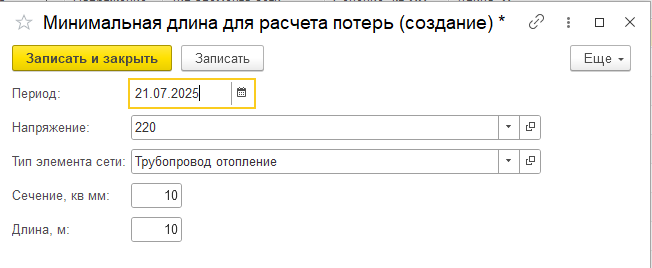 Минимальная длина для расчета потерь (создание) *
Записать и закрыть Записать Еще
Период: 21.07.2025
Напряжение: 220
Тип элемента сети: Трубопровод отопление
Сечение, кв мм: 10
Длина, м: 10